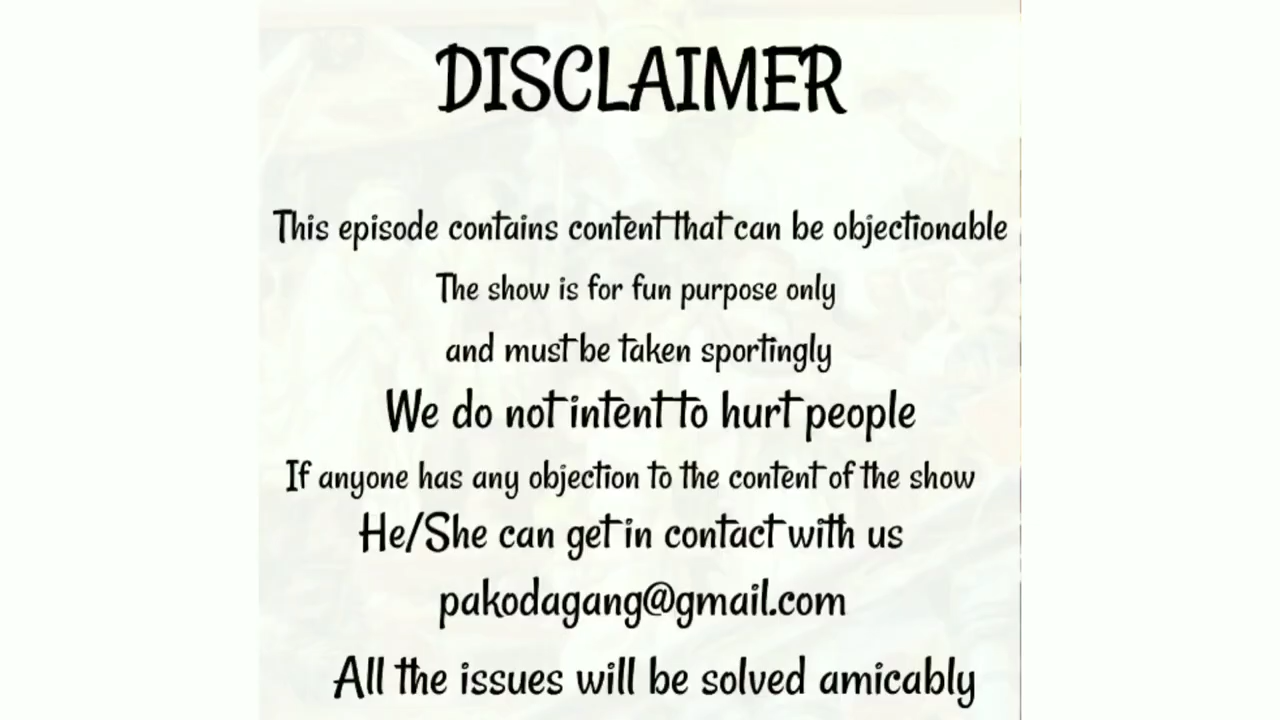 DISCLAIMER
This episode contains content that can be objectionable
The show is for fun purpose only
and must be taken sportingly
We do not intent to hurt people
If anyone has any objection to the content of the show
He/She can get in contact with us
pakodagang@gmail.com
All the issues will be solved amicably